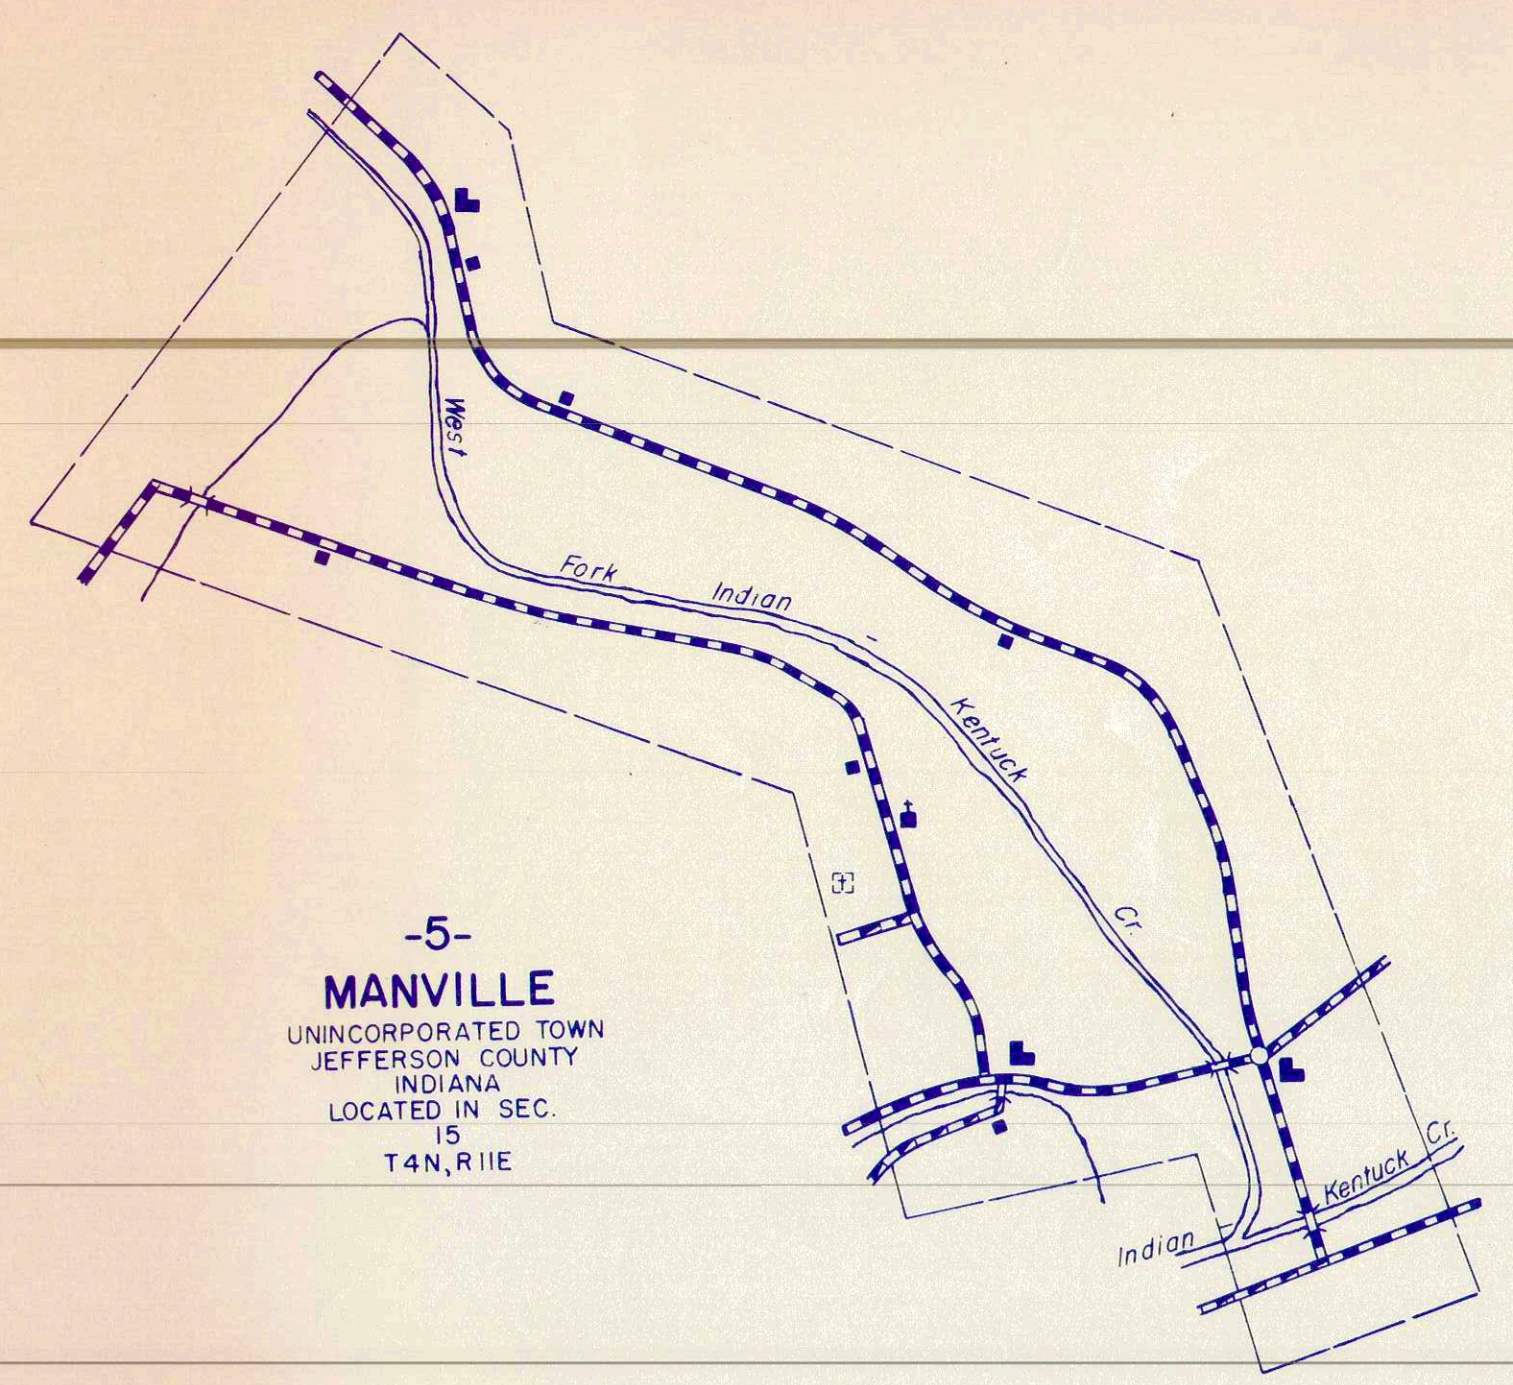 West
Fork
Indian
Kentuck
Cr.
-5-
MANVILLE
UNINCORPORATED TOWN
JEFFERSON COUNTY
INDIANA
LOCATED IN SEC.
15
T4N,R11E
Indian
Kentuck
Cr.